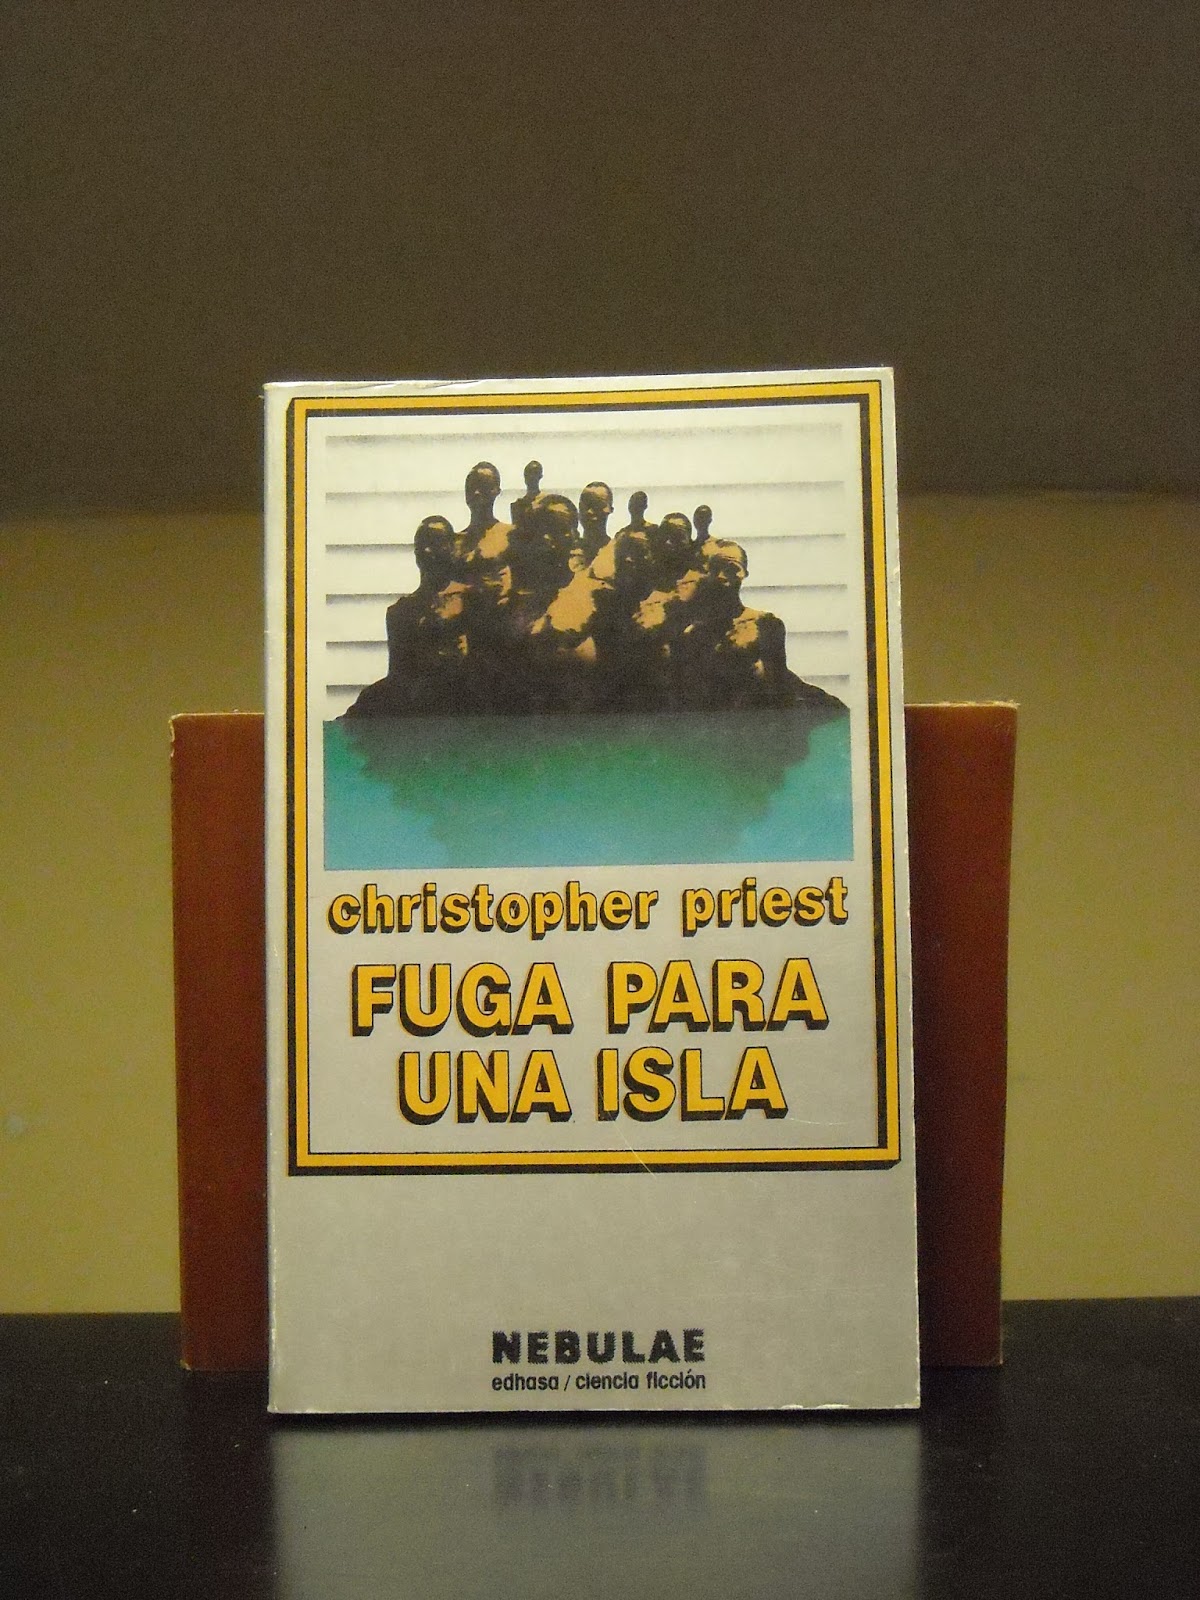 christopher priest
FUGA PARA
UNA ISLA
NEBULAE
edhasa / ciencia ficción